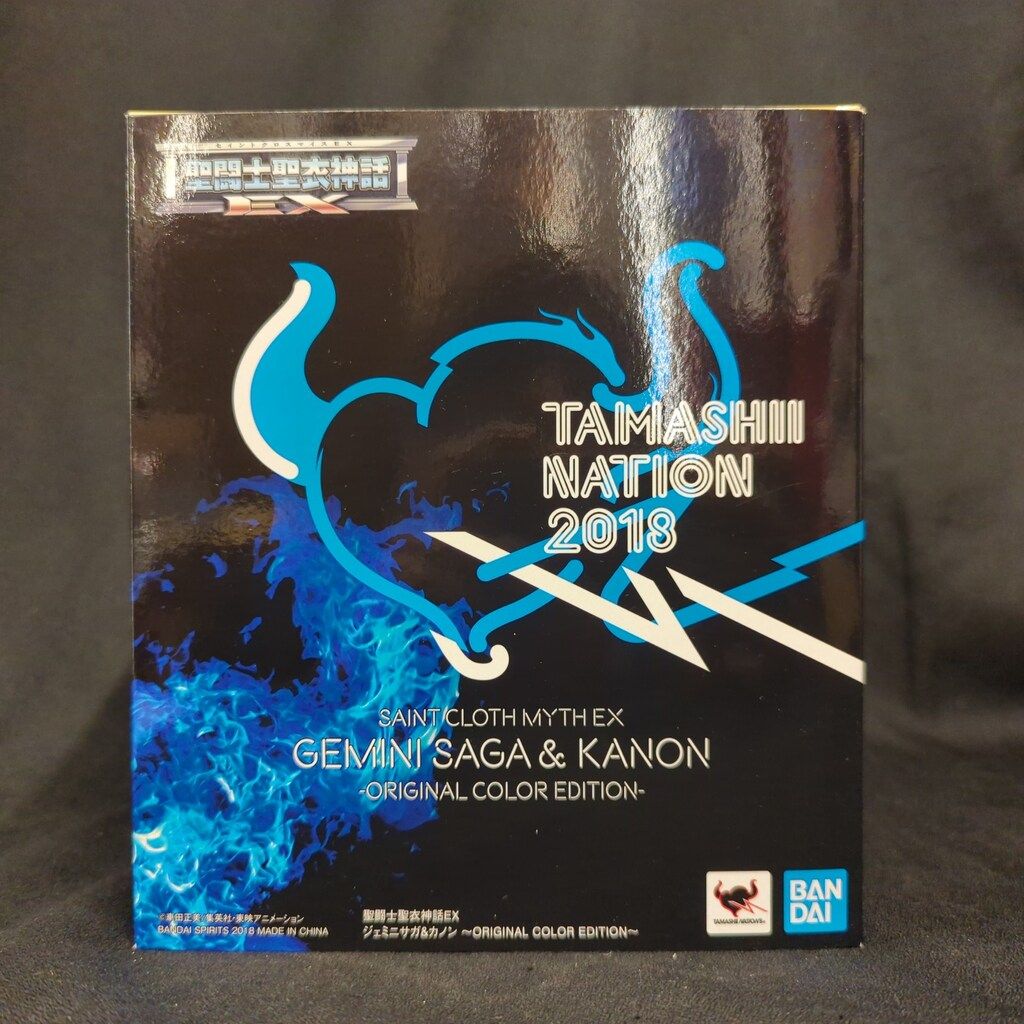 セイントクロスマイスEX
聖闘士聖衣神話
EX
TAMASHII
NATION
2018
SAINT CLOTH MYTH EX
GEMINI SAGA & KANON
-ORIGINAL COLOR EDITION-
©車田正美/集英社・東映アニメーション
BANDAI SPIRITS 2018 MADE IN CHINA
聖闘士聖衣神話EX
ジェミニサガ&カノン ~ORIGINAL COLOR EDITION~
TAMASHII NATIONS
BAN
DAI